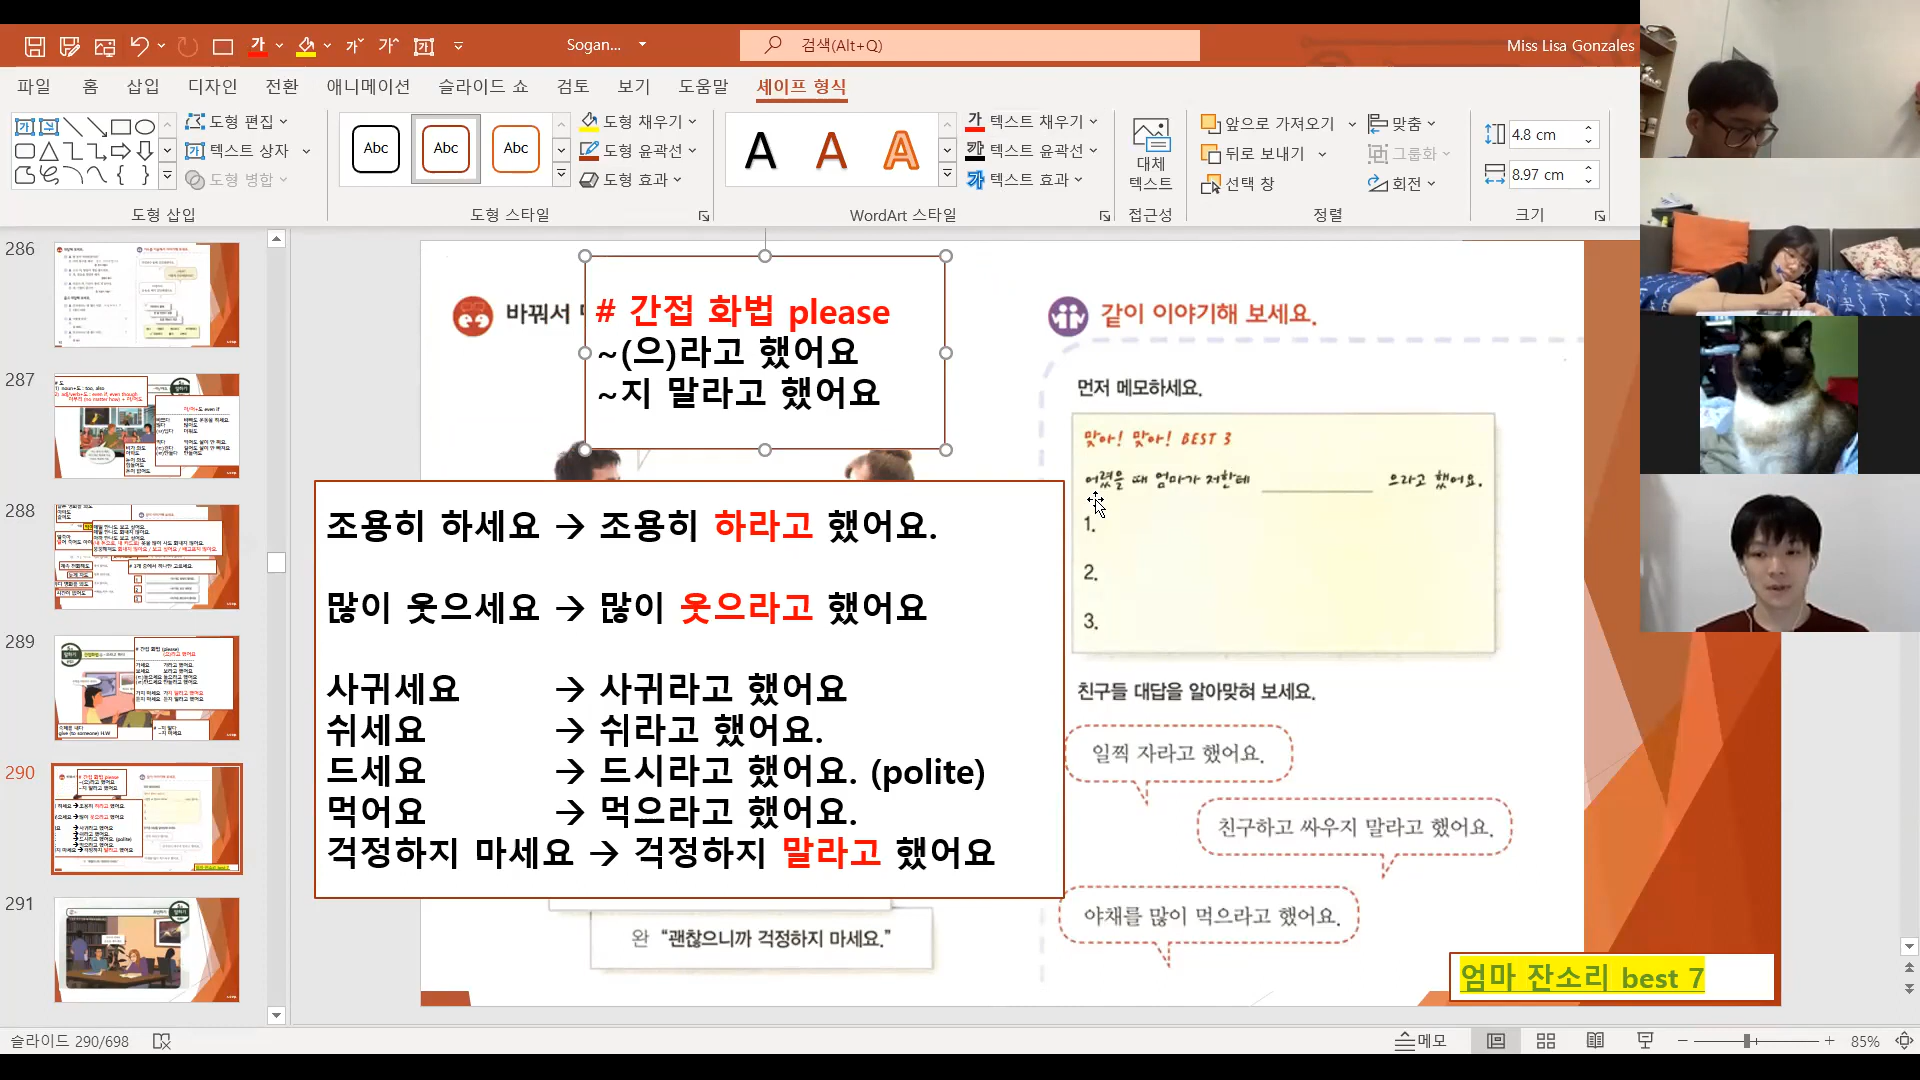 Sogan...
검색(Alt+Q)
Miss Lisa Gonzales
파일 홈 삽입 디자인 전환 애니메이션 슬라이드 쇼 검토 보기 도움말 셰이프 형식
도형 편집
텍스트 상자
도형 병합
도형 삽입
Abc Abc Abc
도형 채우기
도형 윤곽선
도형 효과
도형 스타일
A A A
텍스트 채우기
텍스트 윤곽선
텍스트 효과
WordArt 스타일
대체
텍스트
접근성
앞으로 가져오기
뒤로 보내기
선택 창
맞춤
그룹화
회전
정렬
4.8 cm
8.97 cm
크기
286
287
288
289
290
291
바꿔서
# 간접 화법 please
~(으)라고 했어요
~지 말라고 했어요
조용히 하세요 → 조용히 하라고 했어요.
많이 웃으세요 → 많이 웃으라고 했어요
사귀세요 → 사귀라고 했어요
쉬세요 → 쉬라고 했어요.
드세요 → 드시라고 했어요. (polite)
먹어요 → 먹으라고 했어요.
걱정하지 마세요 → 걱정하지 말라고 했어요
완 “괜찮으니까 걱정하지 마세요.”
같이 이야기해 보세요.
먼저 메모하세요.
맞아! 맞아! BEST 3
어렸을 때 엄마가 저한테 ________ 으라고 했어요.
1.
2.
3.
친구들 대답을 알아맞혀 보세요.
일찍 자라고 했어요.
친구하고 싸우지 말라고 했어요.
야채를 많이 먹으라고 했어요.
엄마 잔소리 best 7
슬라이드 290/698
메모
85%